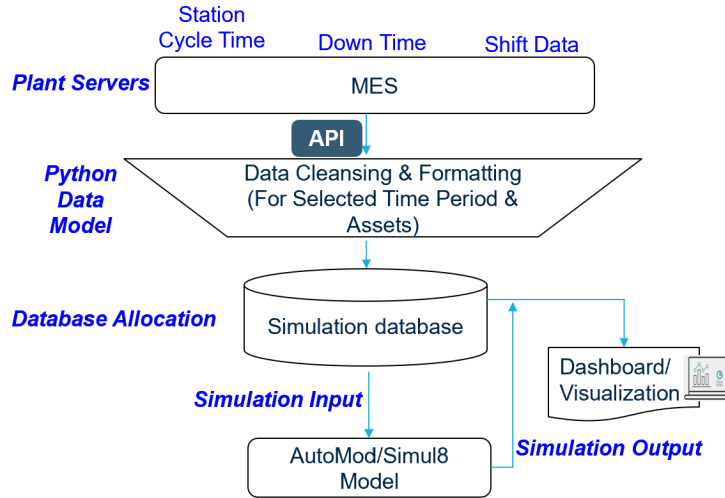 Station
Cycle Time
Down Time
Shift Data
Plant Servers
MES
API
Python
Data
Model
Data Cleansing & Formatting
(For Selected Time Period &
Assets)
Database Allocation
Simulation database
Dashboard/
Visualization
Simulation Input
Simulation Output
AutoMod/Simul8
Model